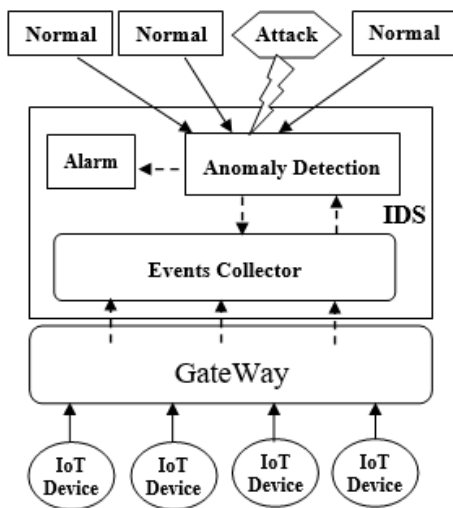 Normal
Normal
Attack
Normal
Alarm
Anomaly Detection
IDS
Events Collector
GateWay
IoT
Device
IoT
Device
IoT
Device
IoT
Device